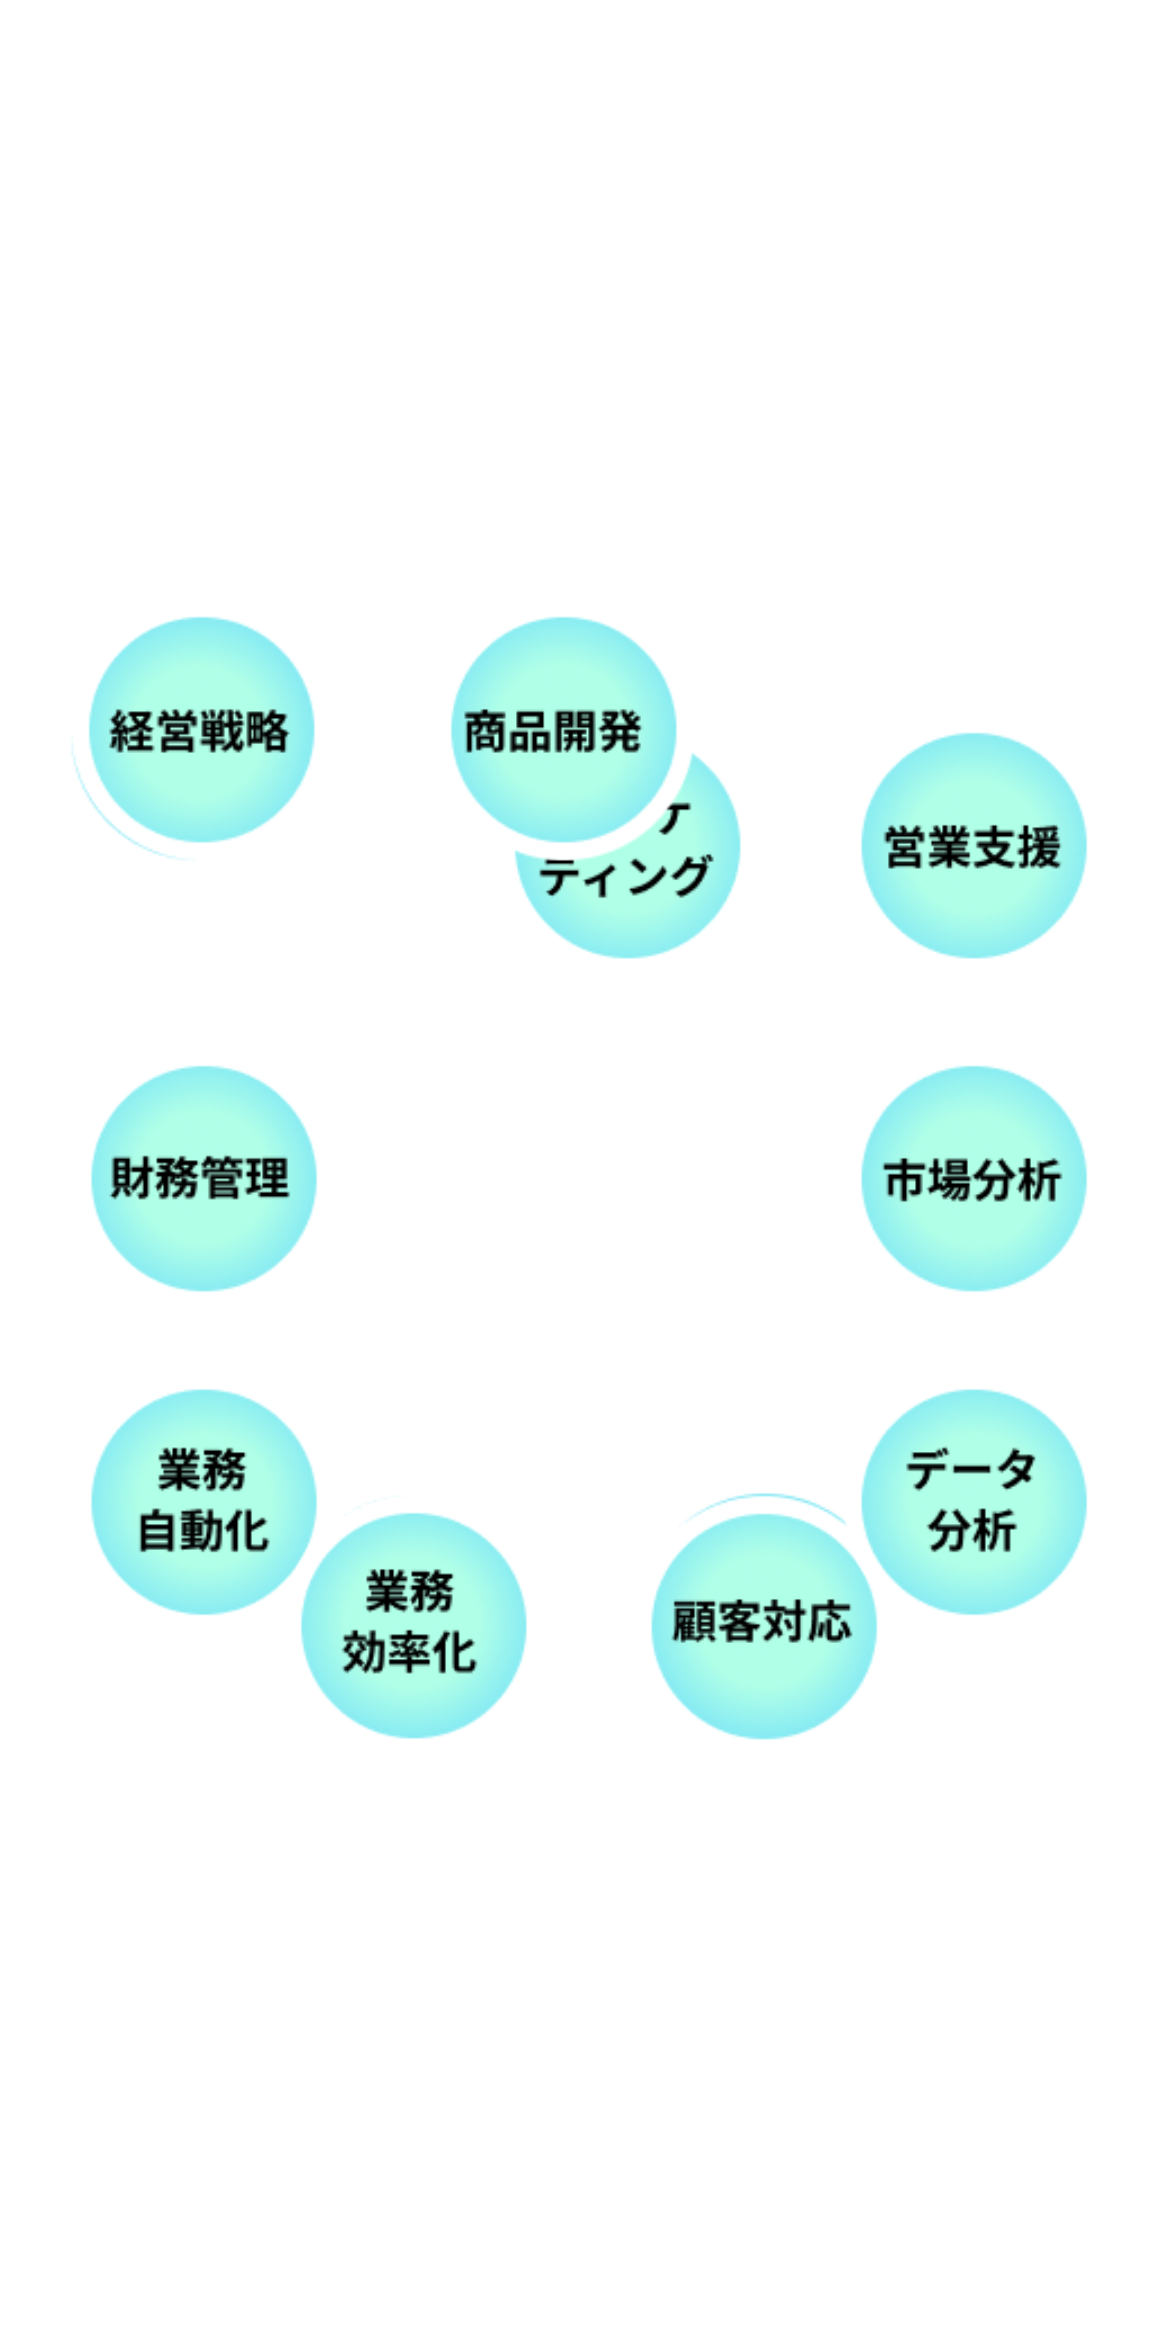 経営戦略
商品開発
ティング
営業支援
財務管理
市場分析
業務
自動化
データ
分析
業務
効率化
顧客対応